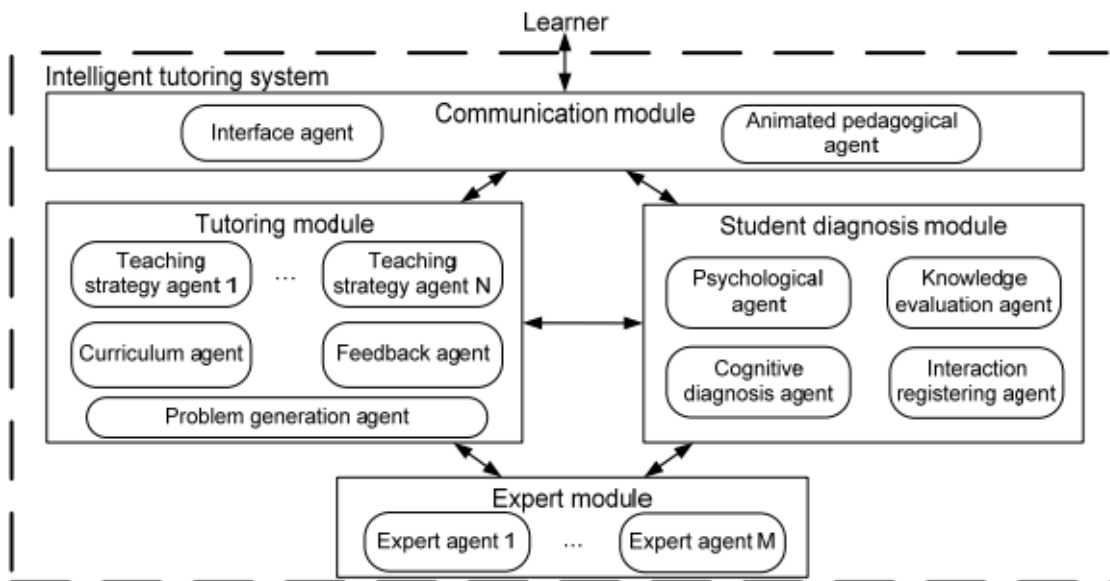 Learner
Intelligent tutoring system
Communication module
Interface agent
Animated pedagogical
agent
Tutoring module
Teaching
strategy agent 1
...
Teaching
strategy agent N
Curriculum agent
Feedback agent
Problem generation agent
Student diagnosis module
Psychological
agent
Knowledge
evaluation agent
Cognitive
diagnosis agent
Interaction
registering agent
Expert module
Expert agent 1
...
Expert agent M